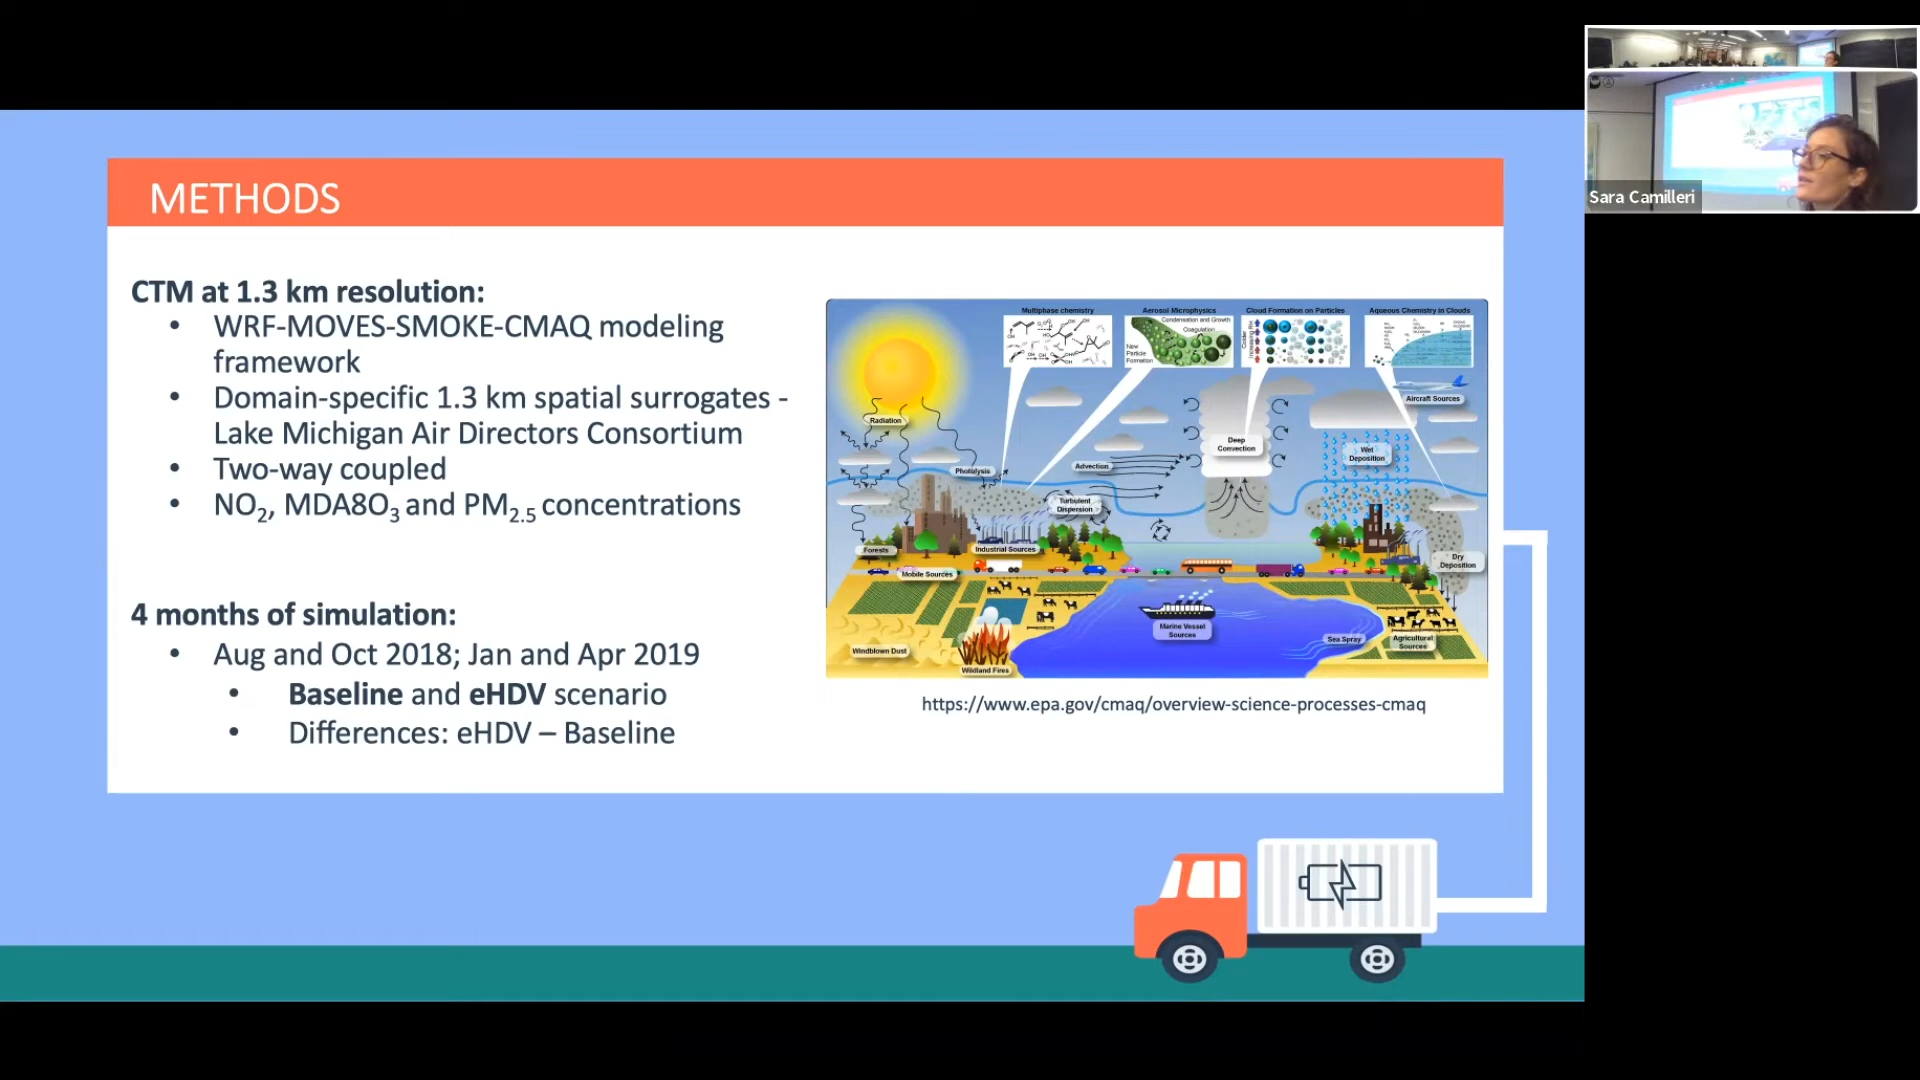 METHODS
CTM at 1.3 km resolution:
• WRF-MOVES-SMOKE-CMAQ modeling
framework
• Domain-specific 1.3 km spatial surrogates -
Lake Michigan Air Directors Consortium
• Two-way coupled
• NO2, MDA8O3 and PM2.5 concentrations
4 months of simulation:
• Aug and Oct 2018; Jan and Apr 2019
• Baseline and eHDV scenario
• Differences: eHDV – Baseline
Multiphase chemistry
Aerosol Microphysics
Cloud Formation on Particles
Aqueous Chemistry in Clouds
Condensation and Growth
Coagulation
New
Particle
Formation
Aircraft Sources
Radiation
Deep
Convection
Wet
Deposition
Photolysis
Advection
Turbulent
Dispersion
Forests
Industrial Sources
Dry
Deposition
Mobile Sources
Marine Vessel
Sources
Sea Spray
Agricultural
Sources
Windblown Dust
Wildland Fires
https://www.epa.gov/cmaq/overview-science-processes-cmaq
Sara Camilleri